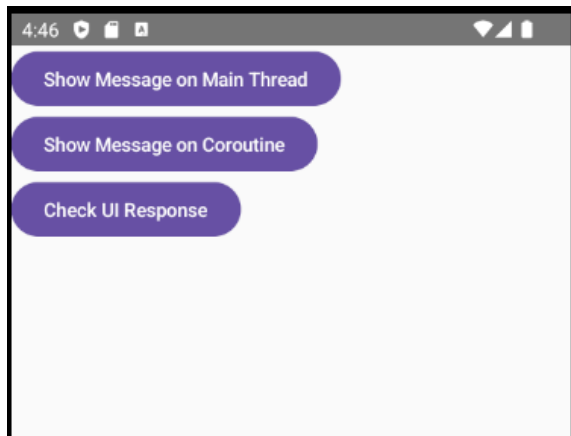 4:46 A
Show Message on Main Thread
Show Message on Coroutine
Check UI Response